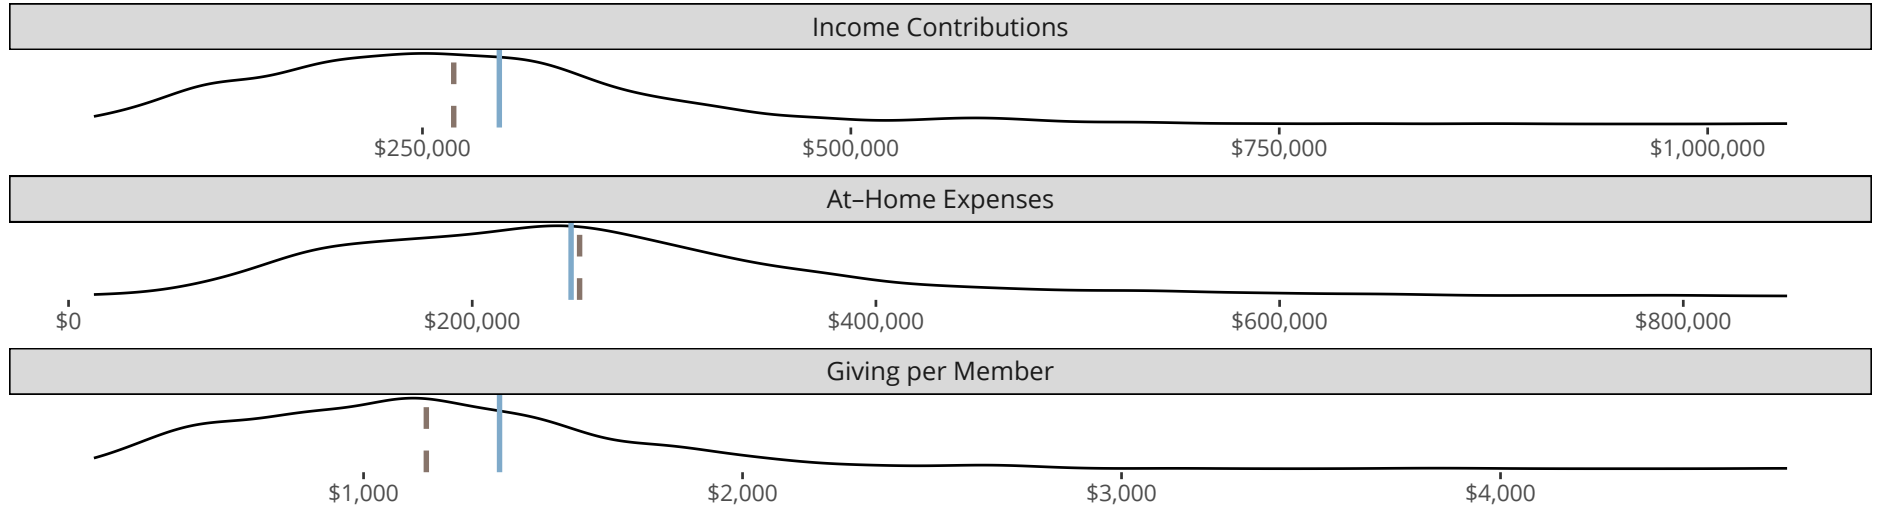 Income Contributions
$250,000 $500,000 $750,000 $1,000,000
At–Home Expenses
$0 $200,000 $400,000 $600,000 $800,000
Giving per Member
$1,000 $2,000 $3,000 $4,000